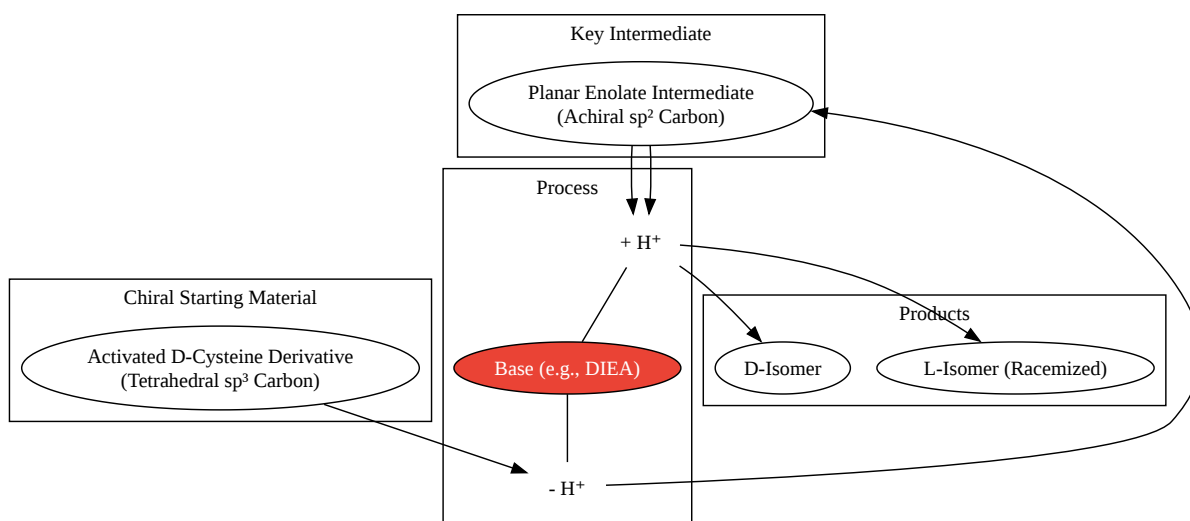 Key Intermediate
Planar Enolate Intermediate
(Achiral sp² Carbon)
Process
+ H⁺
Chiral Starting Material
Activated D-Cysteine Derivative
(Tetrahedral sp³ Carbon)
Base (e.g., DIEA)
- H⁺
Products
D-Isomer
L-Isomer (Racemized)